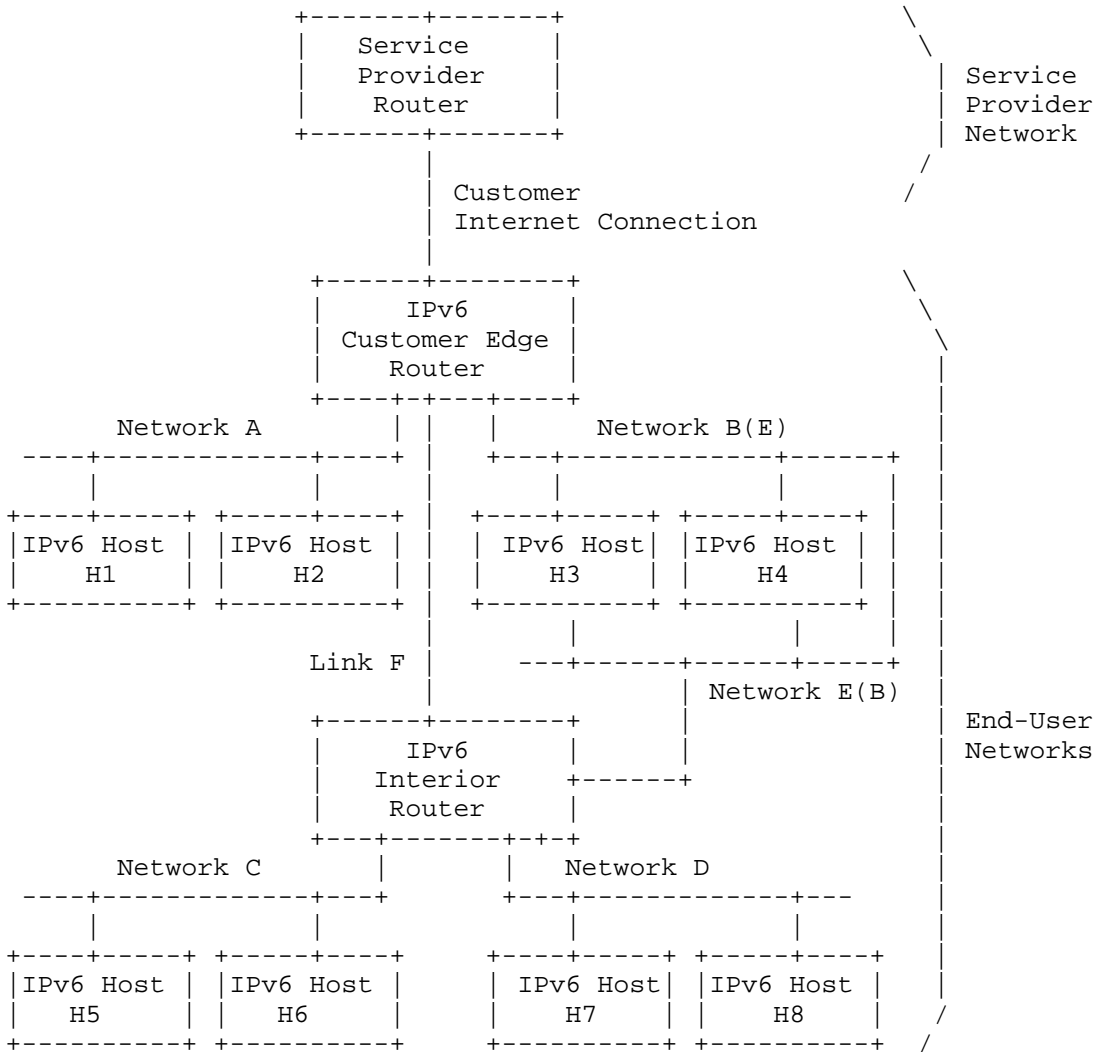 Service
Provider
Router
Service
Provider
Network
Customer
Internet Connection
IPv6
Customer Edge
Router
Network A
Network B(E)
IPv6 Host
H1
IPv6 Host
H2
IPv6 Host
H3
IPv6 Host
H4
Link F
Network E(B)
IPv6
Interior
Router
End-User
Networks
Network C
Network D
IPv6 Host
H5
IPv6 Host
H6
IPv6 Host
H7
IPv6 Host
H8